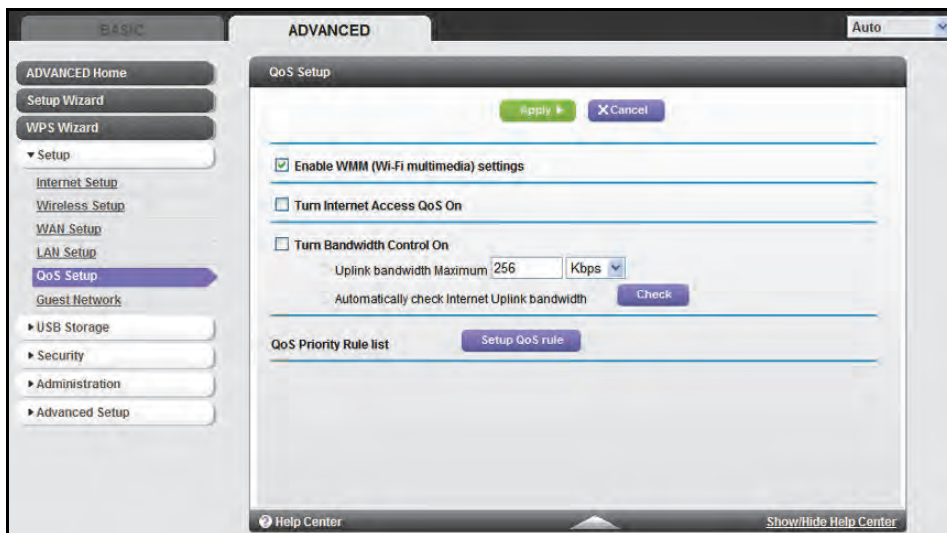 BASIC
ADVANCED
Auto
ADVANCED Home
Setup Wizard
WPS Wizard
Setup
Internet Setup
Wireless Setup
WAN Setup
LAN Setup
QoS Setup
Guest Network
USB Storage
Security
Administration
Advanced Setup
QoS Setup
Apply
X Cancel
Enable WMM (Wi-Fi multimedia) settings
Turn Internet Access QoS On
Turn Bandwidth Control On
Uplink bandwidth Maximum 256 Kbps
Automatically check Internet Uplink bandwidth Check
QoS Priority Rule list Setup QoS rule
? Help Center Show/Hide Help Center